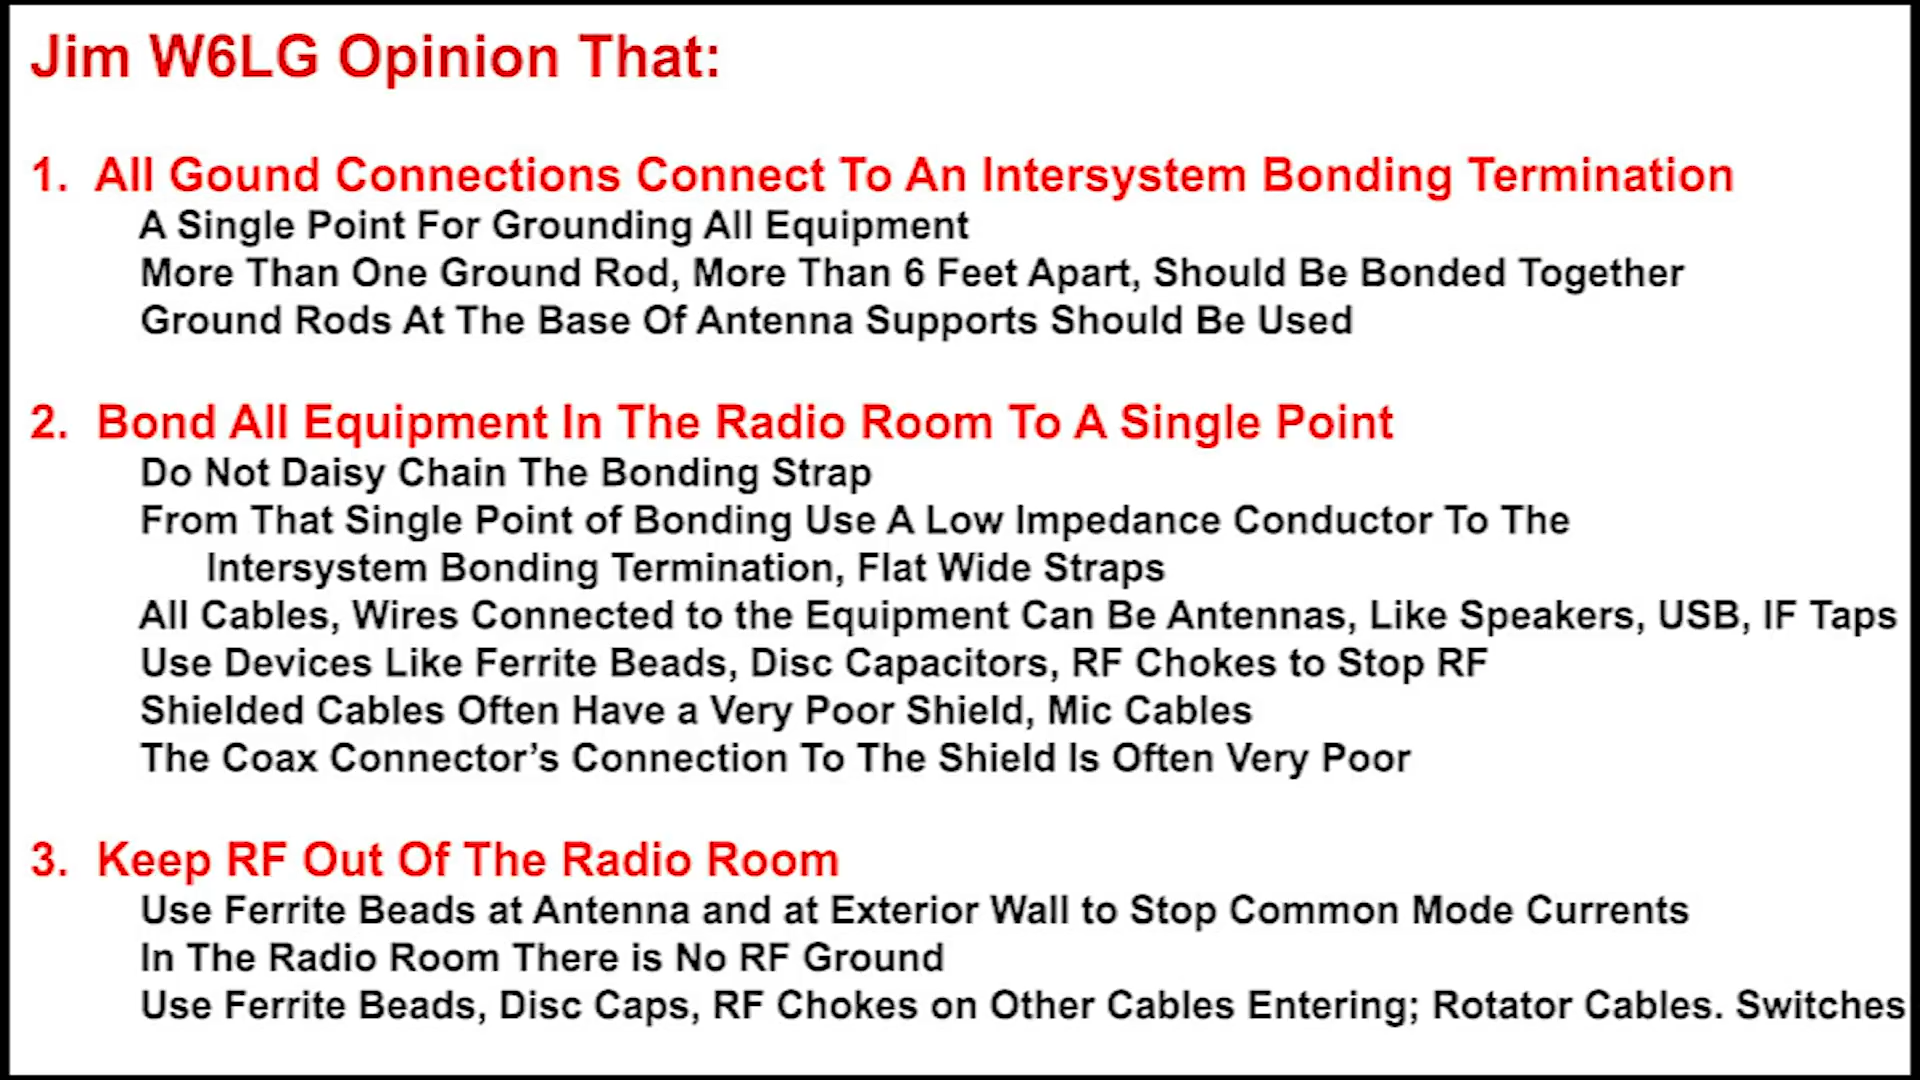 Jim W6LG Opinion That:
1. All Gound Connections Connect To An Intersystem Bonding Termination
A Single Point For Grounding All Equipment
More Than One Ground Rod, More Than 6 Feet Apart, Should Be Bonded Together
Ground Rods At The Base Of Antenna Supports Should Be Used
2. Bond All Equipment In The Radio Room To A Single Point
Do Not Daisy Chain The Bonding Strap
From That Single Point of Bonding Use A Low Impedance Conductor To The
Intersystem Bonding Termination, Flat Wide Straps
All Cables, Wires Connected to the Equipment Can Be Antennas, Like Speakers, USB, IF Taps
Use Devices Like Ferrite Beads, Disc Capacitors, RF Chokes to Stop RF
Shielded Cables Often Have a Very Poor Shield, Mic Cables
The Coax Connector’s Connection To The Shield Is Often Very Poor
3. Keep RF Out Of The Radio Room
Use Ferrite Beads at Antenna and at Exterior Wall to Stop Common Mode Currents
In The Radio Room There is No RF Ground
Use Ferrite Beads, Disc Caps, RF Chokes on Other Cables Entering; Rotator Cables. Switches